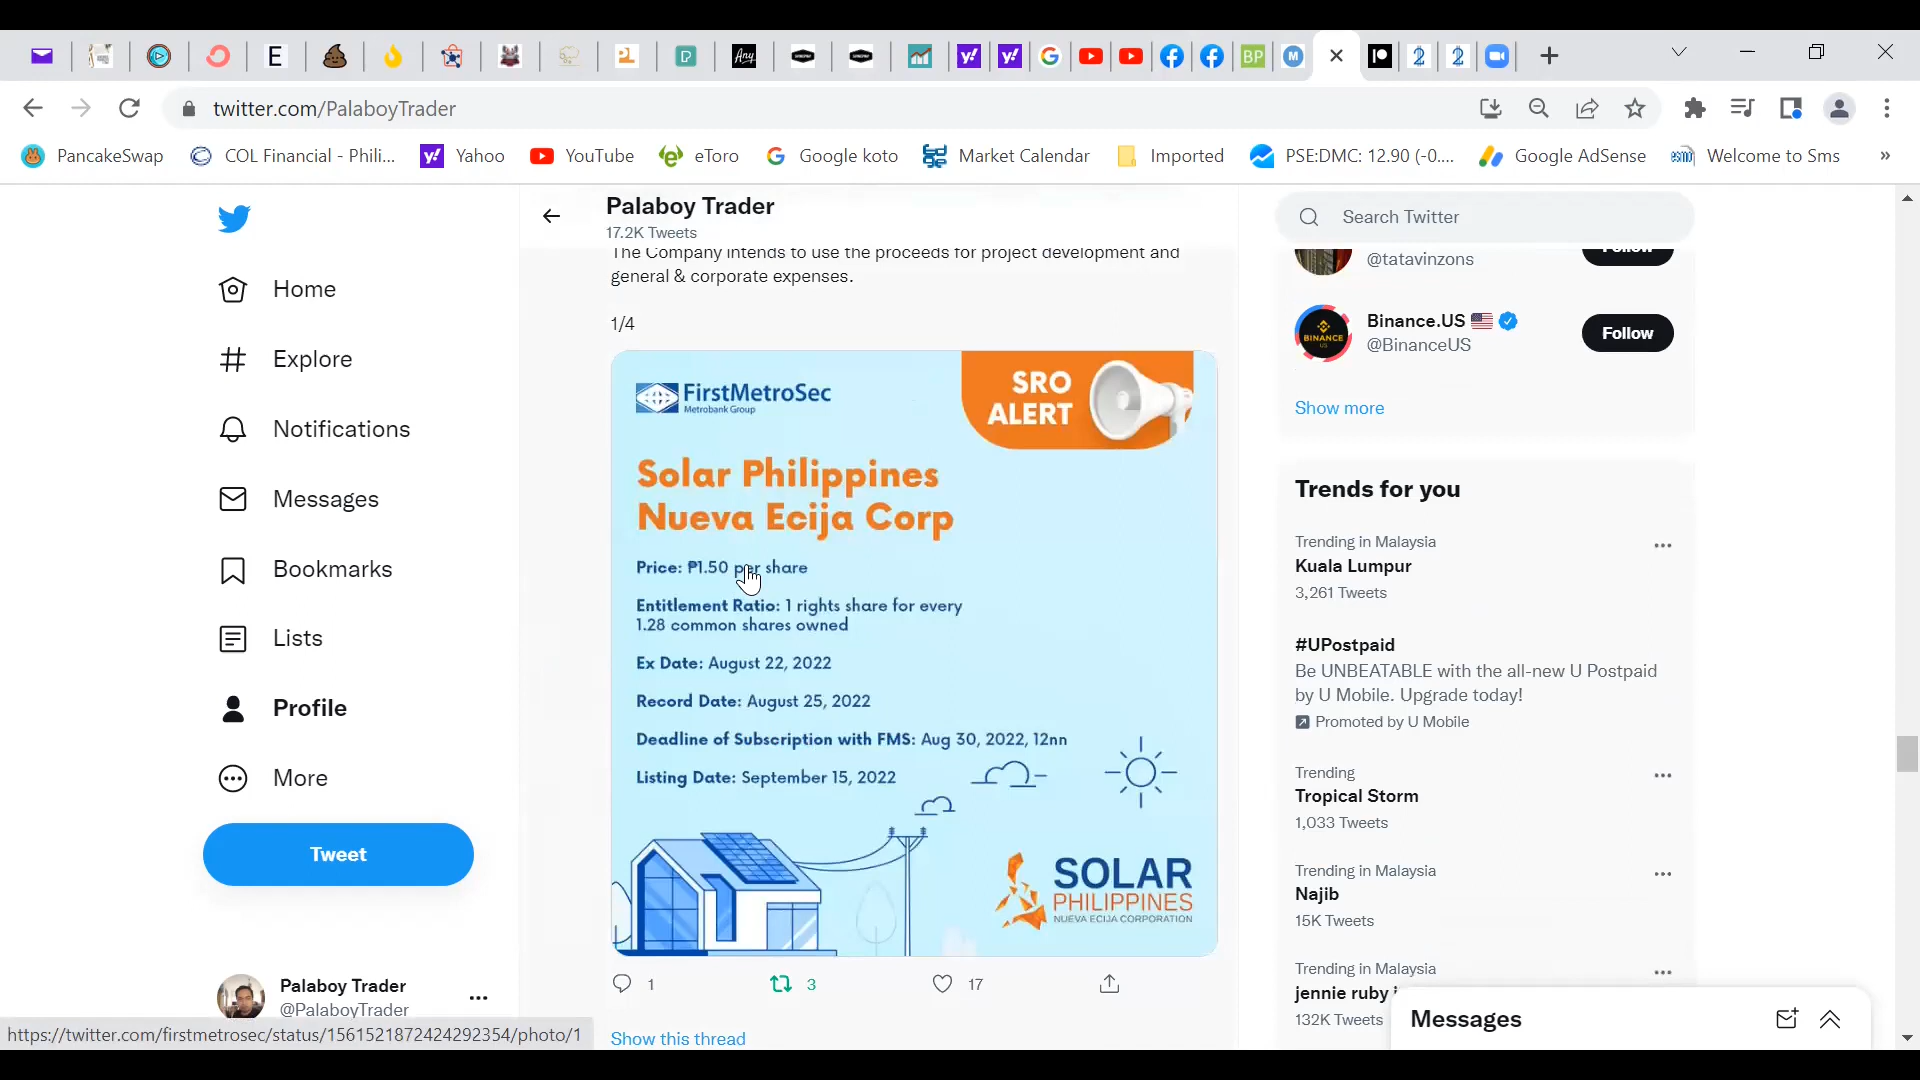 twitter.com/PalaboyTrader
PancakeSwap
COL Financial - Phili...
Yahoo
YouTube
eToro
Google koto
Market Calendar
Imported
PSE:DMC: 12.90 (-0....
Google AdSense
Welcome to Sms
»
Home
Explore
Notifications
Messages
Bookmarks
Lists
Profile
More
Tweet
Palaboy Trader
@PalaboyTrader
https://twitter.com/firstmetrosec/status/1561521872424292354/photo/1
Palaboy Trader
17.2K Tweets
The Company intends to use the proceeds for project development and
general & corporate expenses.
1/4
FirstMetroSec
Metrobank Group
SRO
ALERT
Solar Philippines
Nueva Ecija Corp
Price: ₱1.50 per share
Entitlement Ratio: 1 rights share for every
1.28 common shares owned
Ex Date: August 22, 2022
Record Date: August 25, 2022
Deadline of Subscription with FMS: Aug 30, 2022, 12nn
Listing Date: September 15, 2022
SOLAR
PHILIPPINES
NUEVA ECIJA CORPORATION
1
3
17
Show this thread
Search Twitter
@tatavinzons
Follow
Binance.US
@BinanceUS
Follow
Show more
Trends for you
Trending in Malaysia
Kuala Lumpur
3,261 Tweets
#UPostpaid
Be UNBEATABLE with the all-new U Postpaid
by U Mobile. Upgrade today!
Promoted by U Mobile
Trending
Tropical Storm
1,033 Tweets
Trending in Malaysia
Najib
15K Tweets
Trending in Malaysia
jennie ruby
132K Tweets
Messages